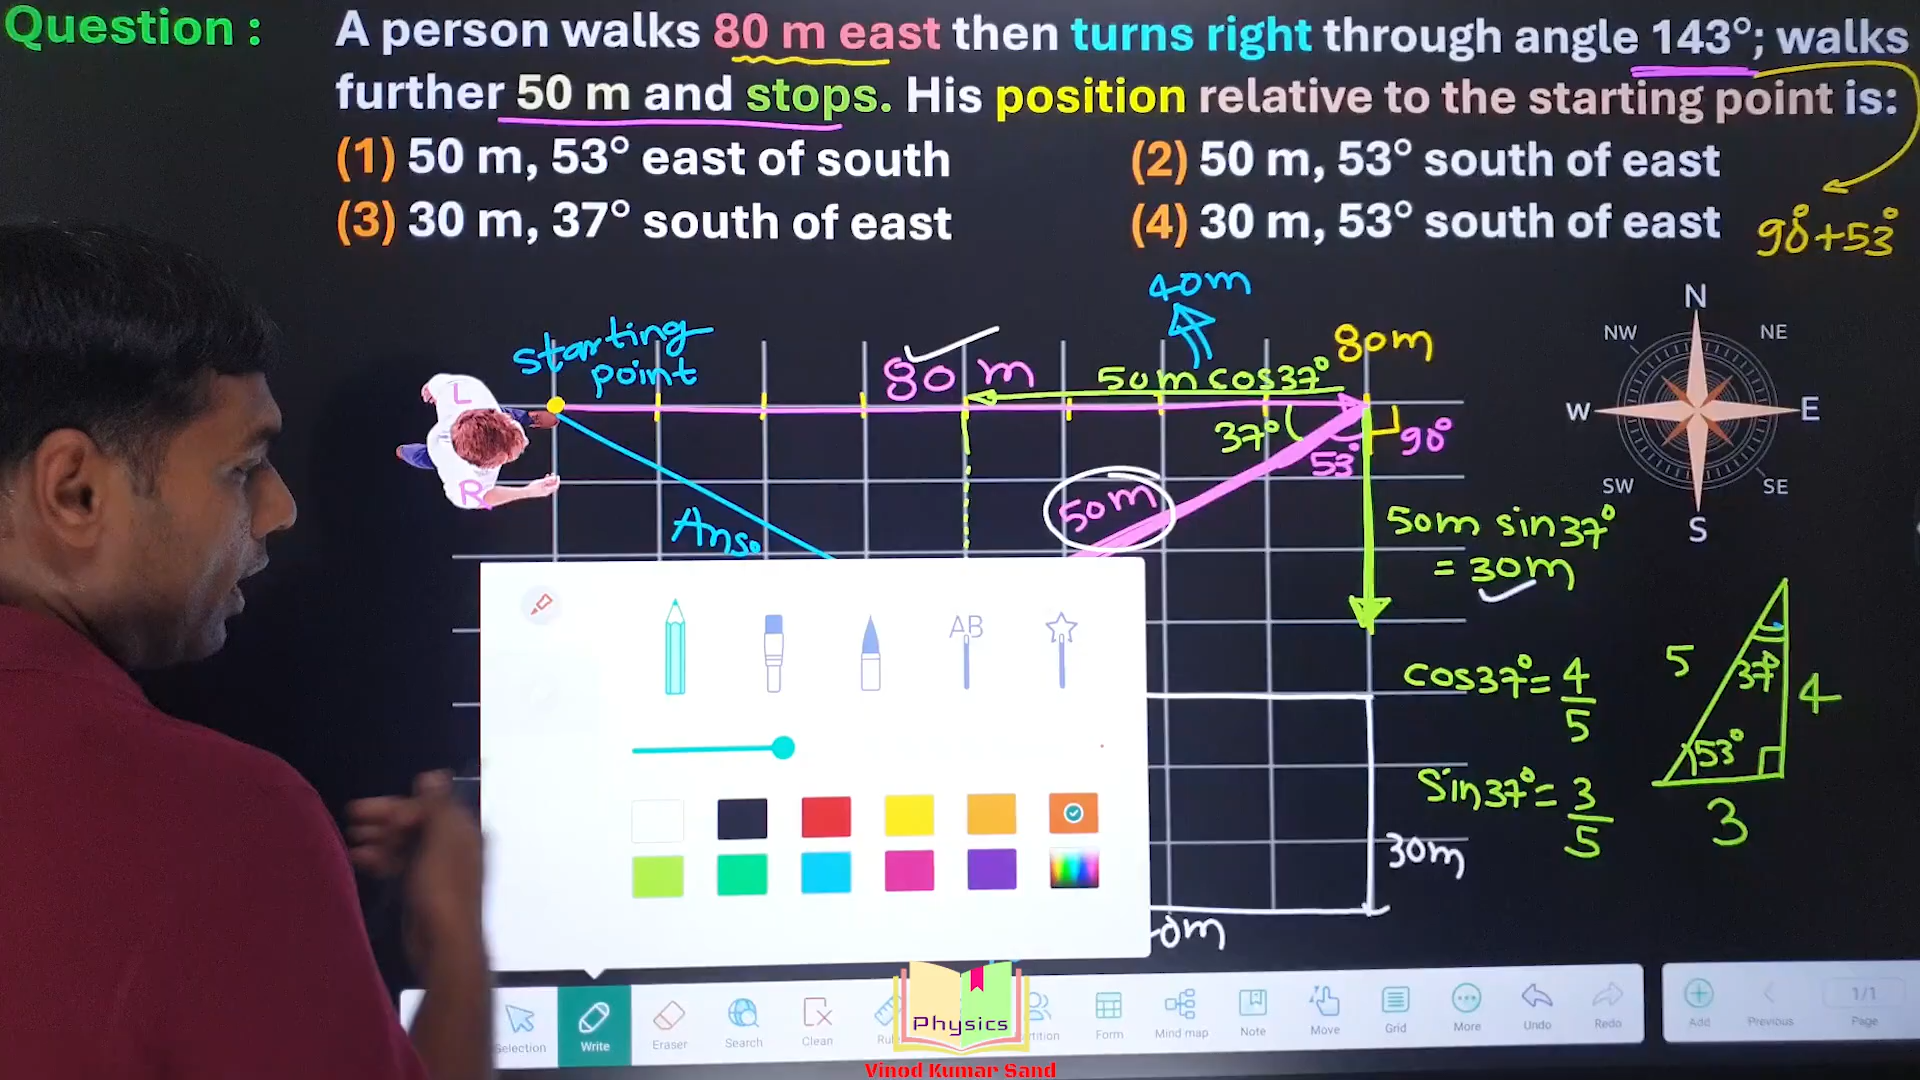 Question :
A person walks 80 m east then turns right through angle 143°; walks
further 50 m and stops. His position relative to the starting point is:
(1) 50 m, 53° east of south
(2) 50 m, 53° south of east
(3) 30 m, 37° south of east
(4) 30 m, 53° south of east
90°+53°
40m
starting
point
80 m
50m cos37°
80m
L
R
37°
53°
90°
50m
Ans.
N
NE
E
SE
S
SW
W
NW
50m sin37°
= 30m
cos37°= 4/5
sin37°= 3/5
5
37°
4
53°
3
30m
0m
AB
Selection
Write
Eraser
Search
Clean
Form
Mind map
Note
Move
Grid
More
Undo
Redo
Add
Previous
1/1
Page
Physics
Vinod Kumar Sand